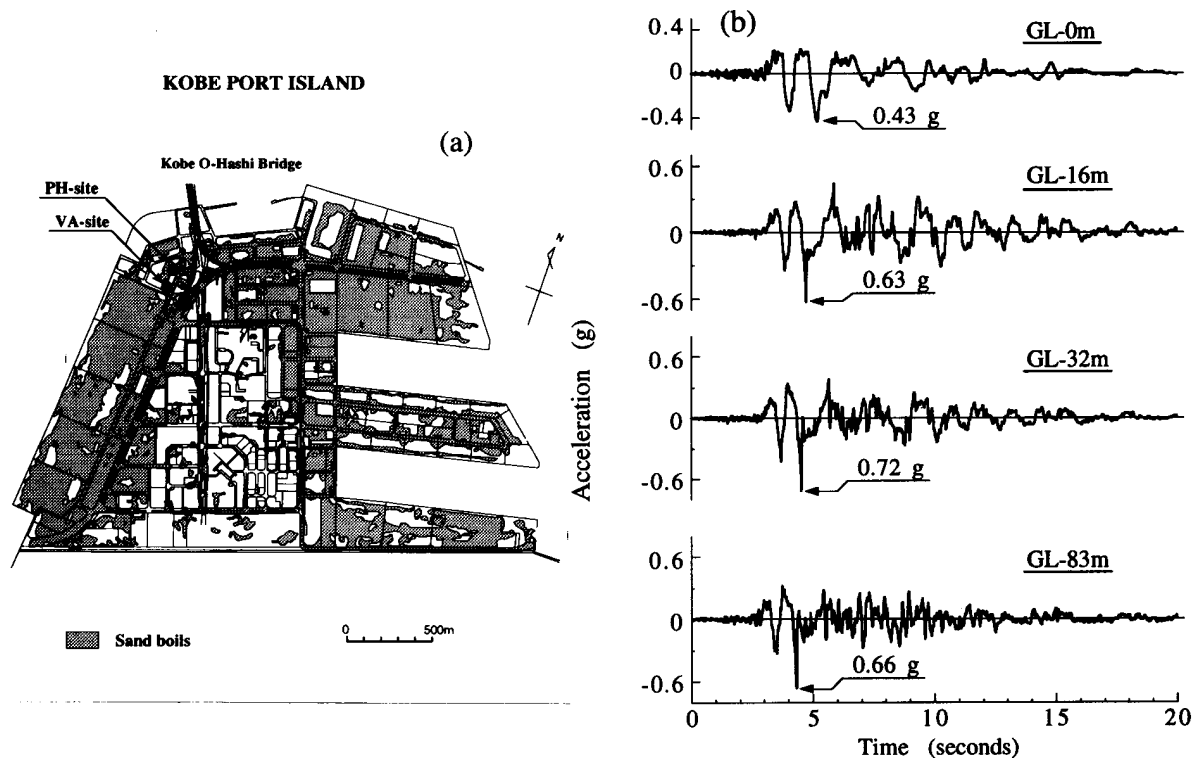 KOBE PORT ISLAND
(a)
Kobe O-Hashi Bridge
PH-site
VA-site
N
Sand boils
0 500m
(b)
Acceleration (g)
GL-0m
0.4
0
-0.4
0.43 g
GL-16m
0.6
0
-0.6
0.63 g
GL-32m
0.6
0
-0.6
0.72 g
GL-83m
0.6
0
-0.6
0.66 g
0 5 10 15 20
Time (seconds)